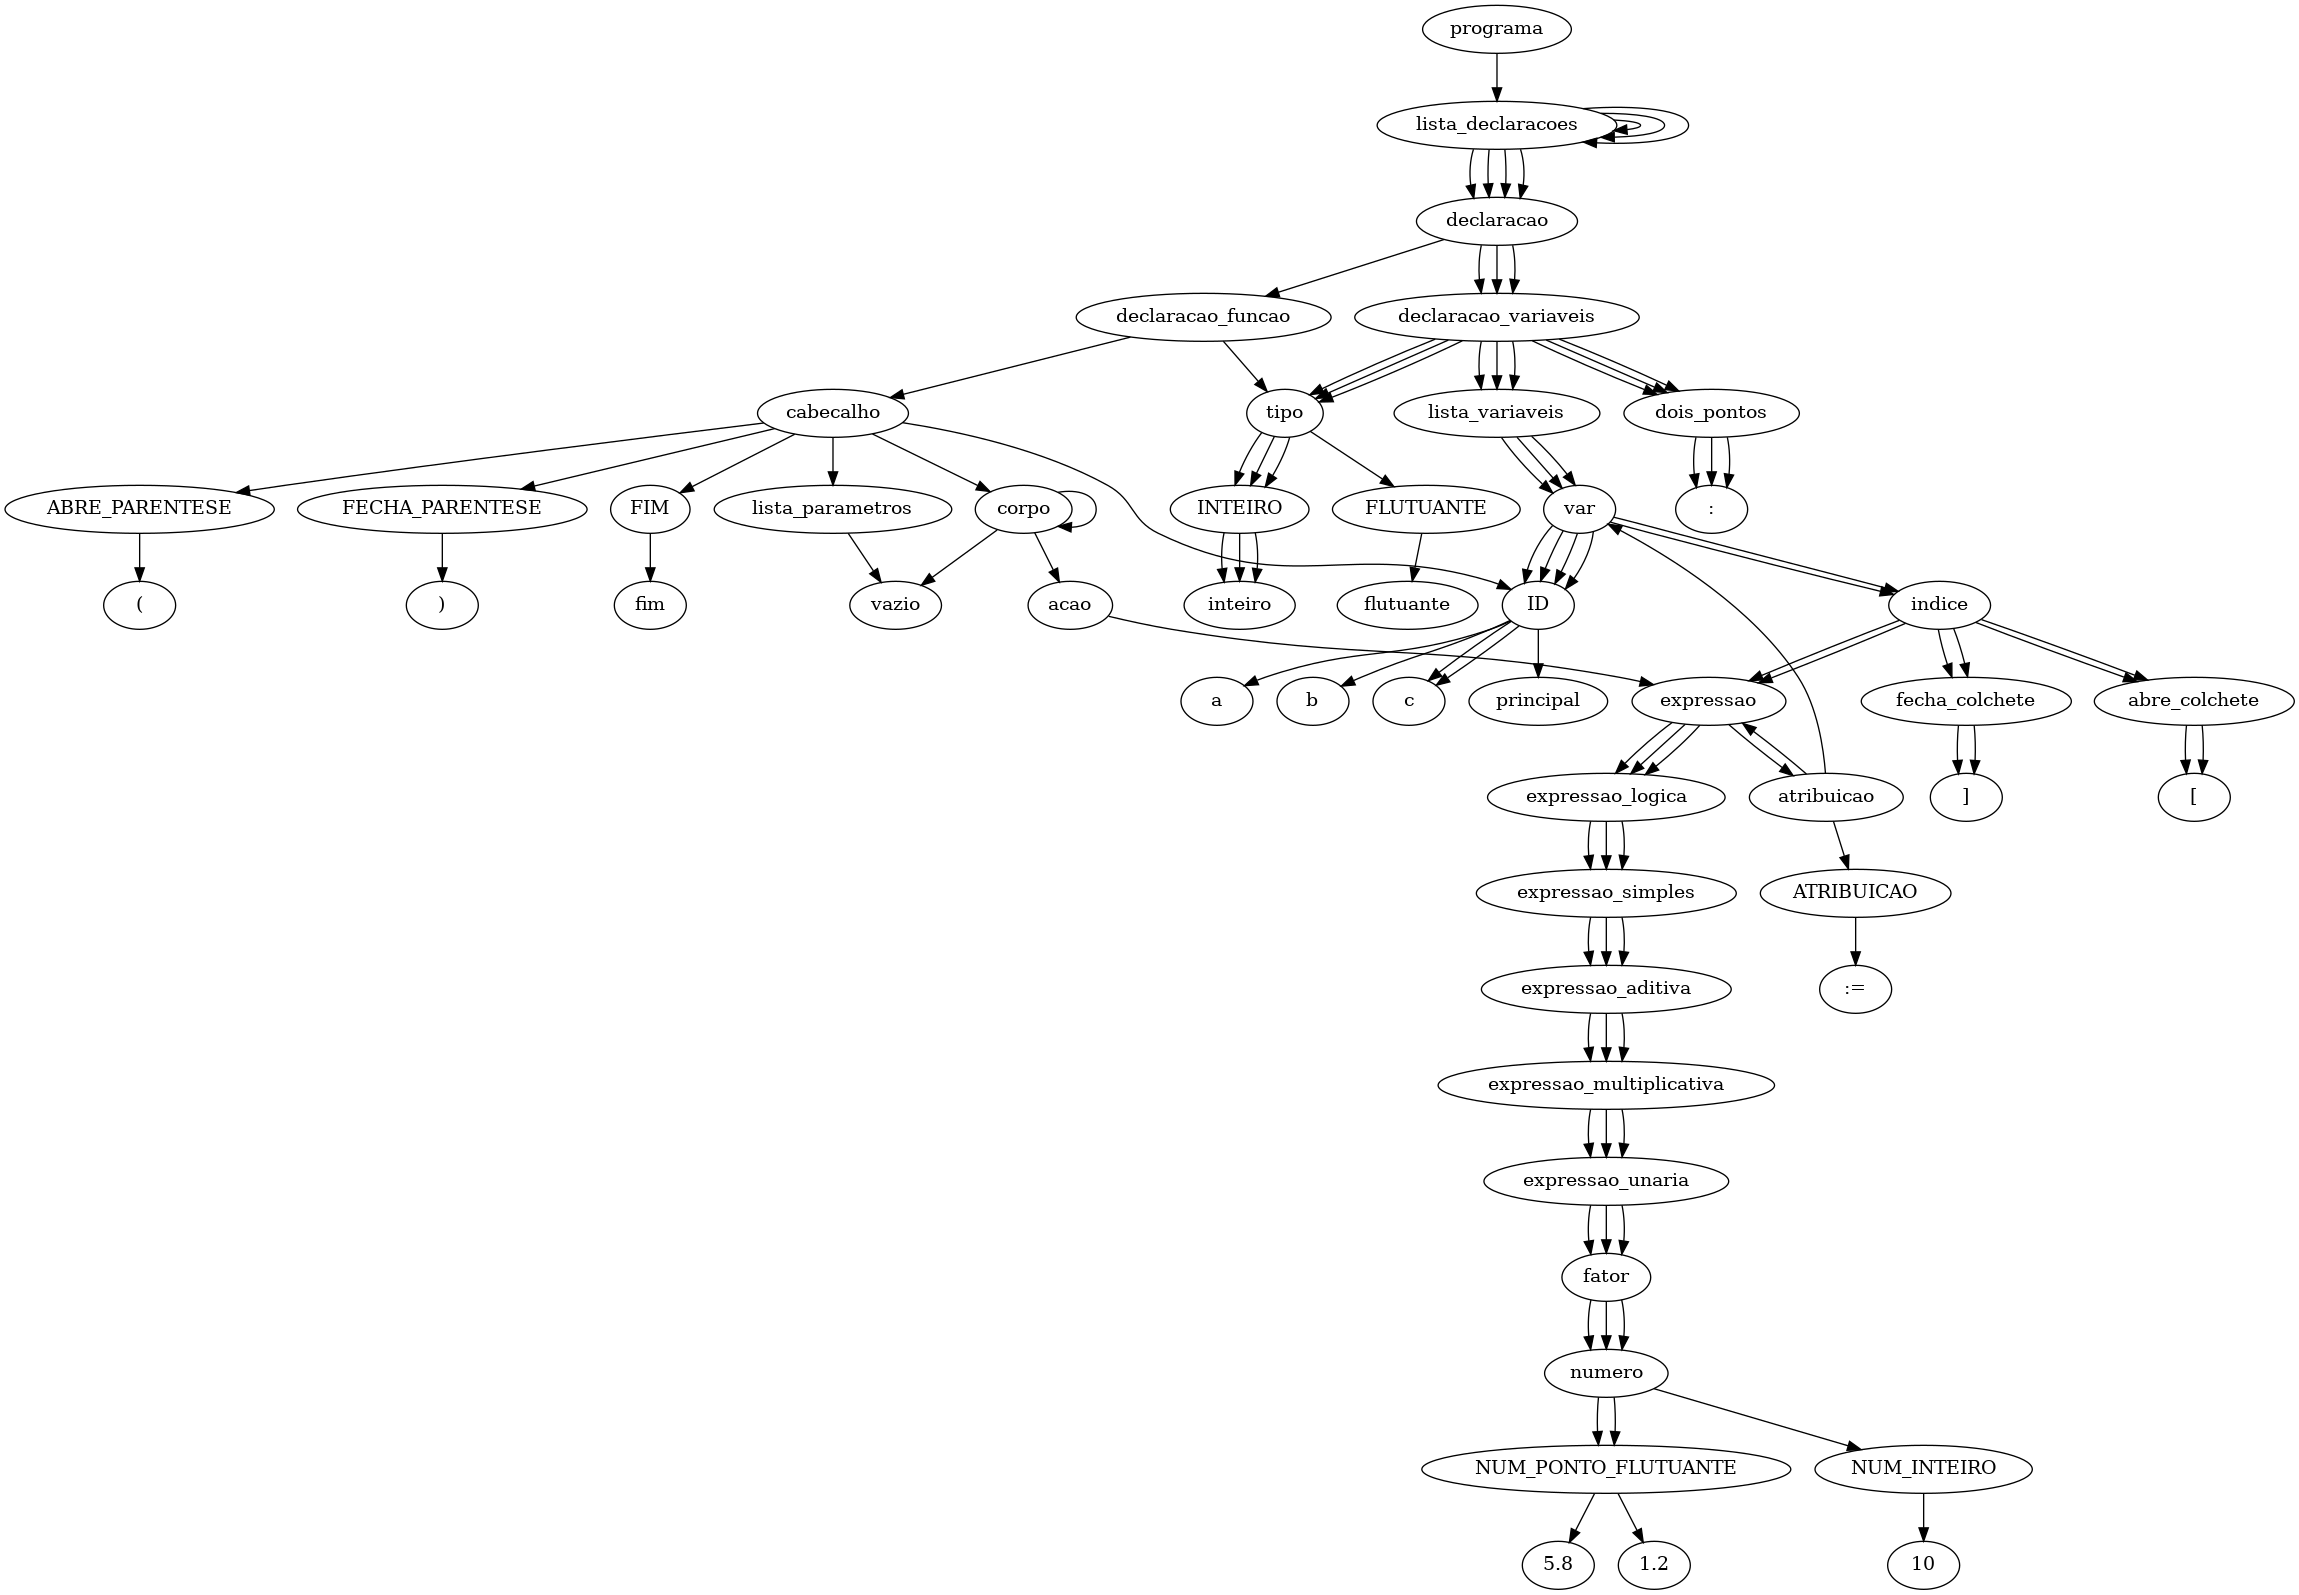 programa
lista_declaracoes
declaracao
declaracao_funcao
declaracao_variaveis
cabecalho
tipo
lista_variaveis
dois_pontos
ABRE_PARENTESE
FECHA_PARENTESE
FIM
lista_parametros
corpo
INTEIRO
FLUTUANTE
var
:
(
)
fim
vazio
acao
inteiro
flutuante
ID
indice
a
b
c
principal
expressao
fecha_colchete
abre_colchete
expressao_logica
atribuicao
]
[
expressao_simples
ATRIBUICAO
expressao_aditiva
:=
expressao_multiplicativa
expressao_unaria
fator
numero
NUM_PONTO_FLUTUANTE
NUM_INTEIRO
5.8
1.2
10